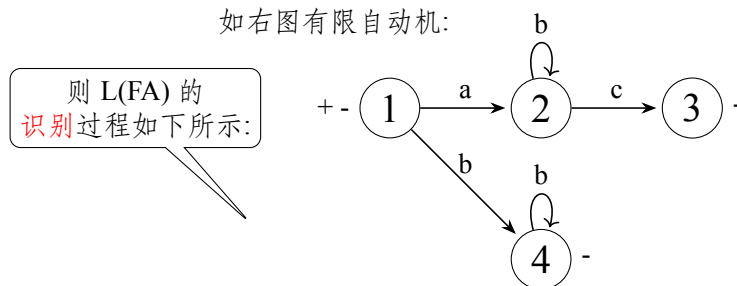 如右图有限自动机:
则 L(FA) 的
识别过程如下所示:
b
+ - 1 a 2 c 3 -
b
b
4 -